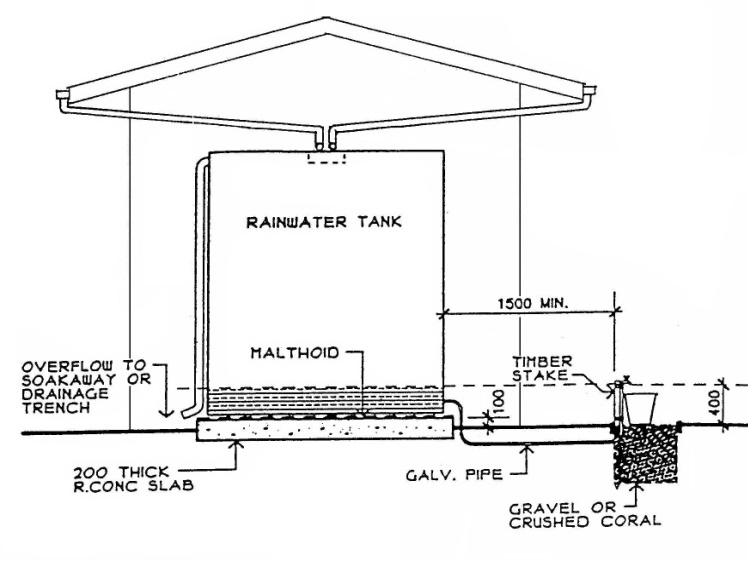 RAINWATER TANK
1500 MIN.
MALTHOID
TIMBER
STAKE
OVERFLOW TO
SOAKAWAY OR
DRAINAGE
TRENCH
100
400
200 THICK
R.CONC SLAB
GALV. PIPE
GRAVEL OR
CRUSHED CORAL